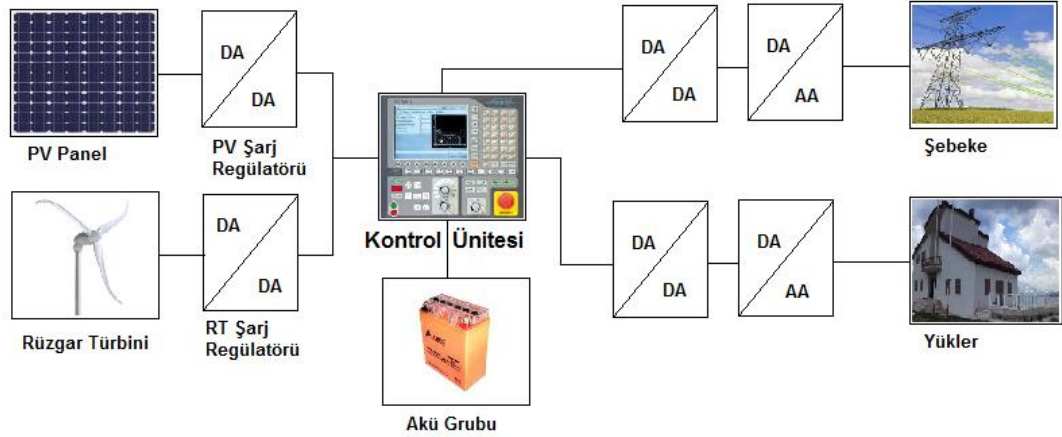 DA
DA
DA
DA
DA
AA
PV Panel
PV Şarj
Regülatörü
Şebeke
DA
DA
Kontrol Ünitesi
DA
DA
DA
AA
Rüzgar Türbini
RT Şarj
Regülatörü
Yükler
Akü Grubu